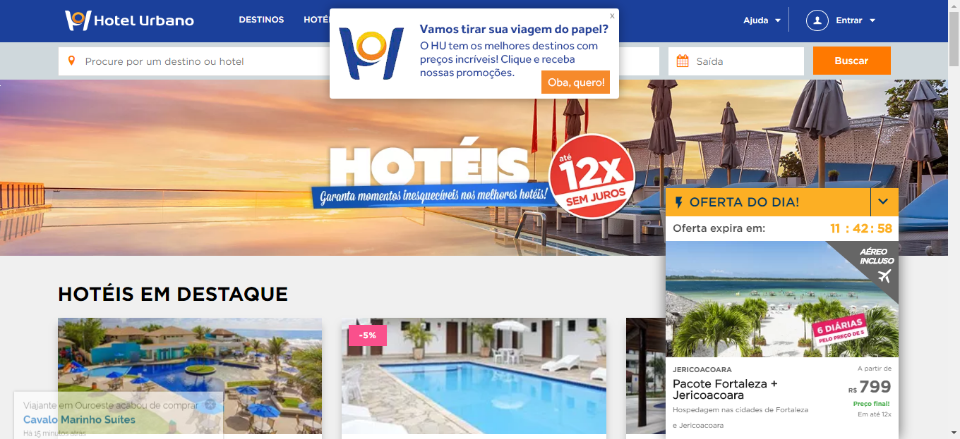 Hotel Urbano
DESTINOS
Ajuda
Entrar
x
Vamos tirar sua viagem do papel?
O HU tem os melhores destinos com
preços incríveis! Clique e receba
nossas promoções.
Oba, quero!
Procure por um destino ou hotel
Saída
Buscar
HOTÉIS
Garanta momentos inesquecíveis nos melhores hotéis!
até
12x
SEM JUROS
OFERTA DO DIA!
Oferta expira em:
11 : 42 : 58
AÉREO
INCLUSO
6 DIÁRIAS
PELO PREÇO DE 5
JERICOACOARA
Pacote Fortaleza +
Jericoacoara
Hospedagem nas cidades de Fortaleza
e Jericoacoara
A partir de
R$ 799
Preço final!
Em até 12x
HOTÉIS EM DESTAQUE
-5%
Viajante em Ouroeste acabou de comprar
Cavalo Marinho Suítes
Há 15 minutos atrás